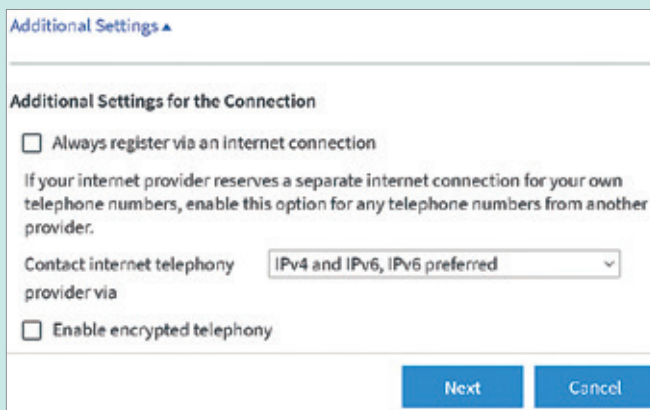 Additional Settings ▲
Additional Settings for the Connection
Always register via an internet connection
If your internet provider reserves a separate internet connection for your own
telephone numbers, enable this option for any telephone numbers from another
provider.
Contact internet telephony
provider via
IPv4 and IPv6, IPv6 preferred
Enable encrypted telephony
Next
Cancel